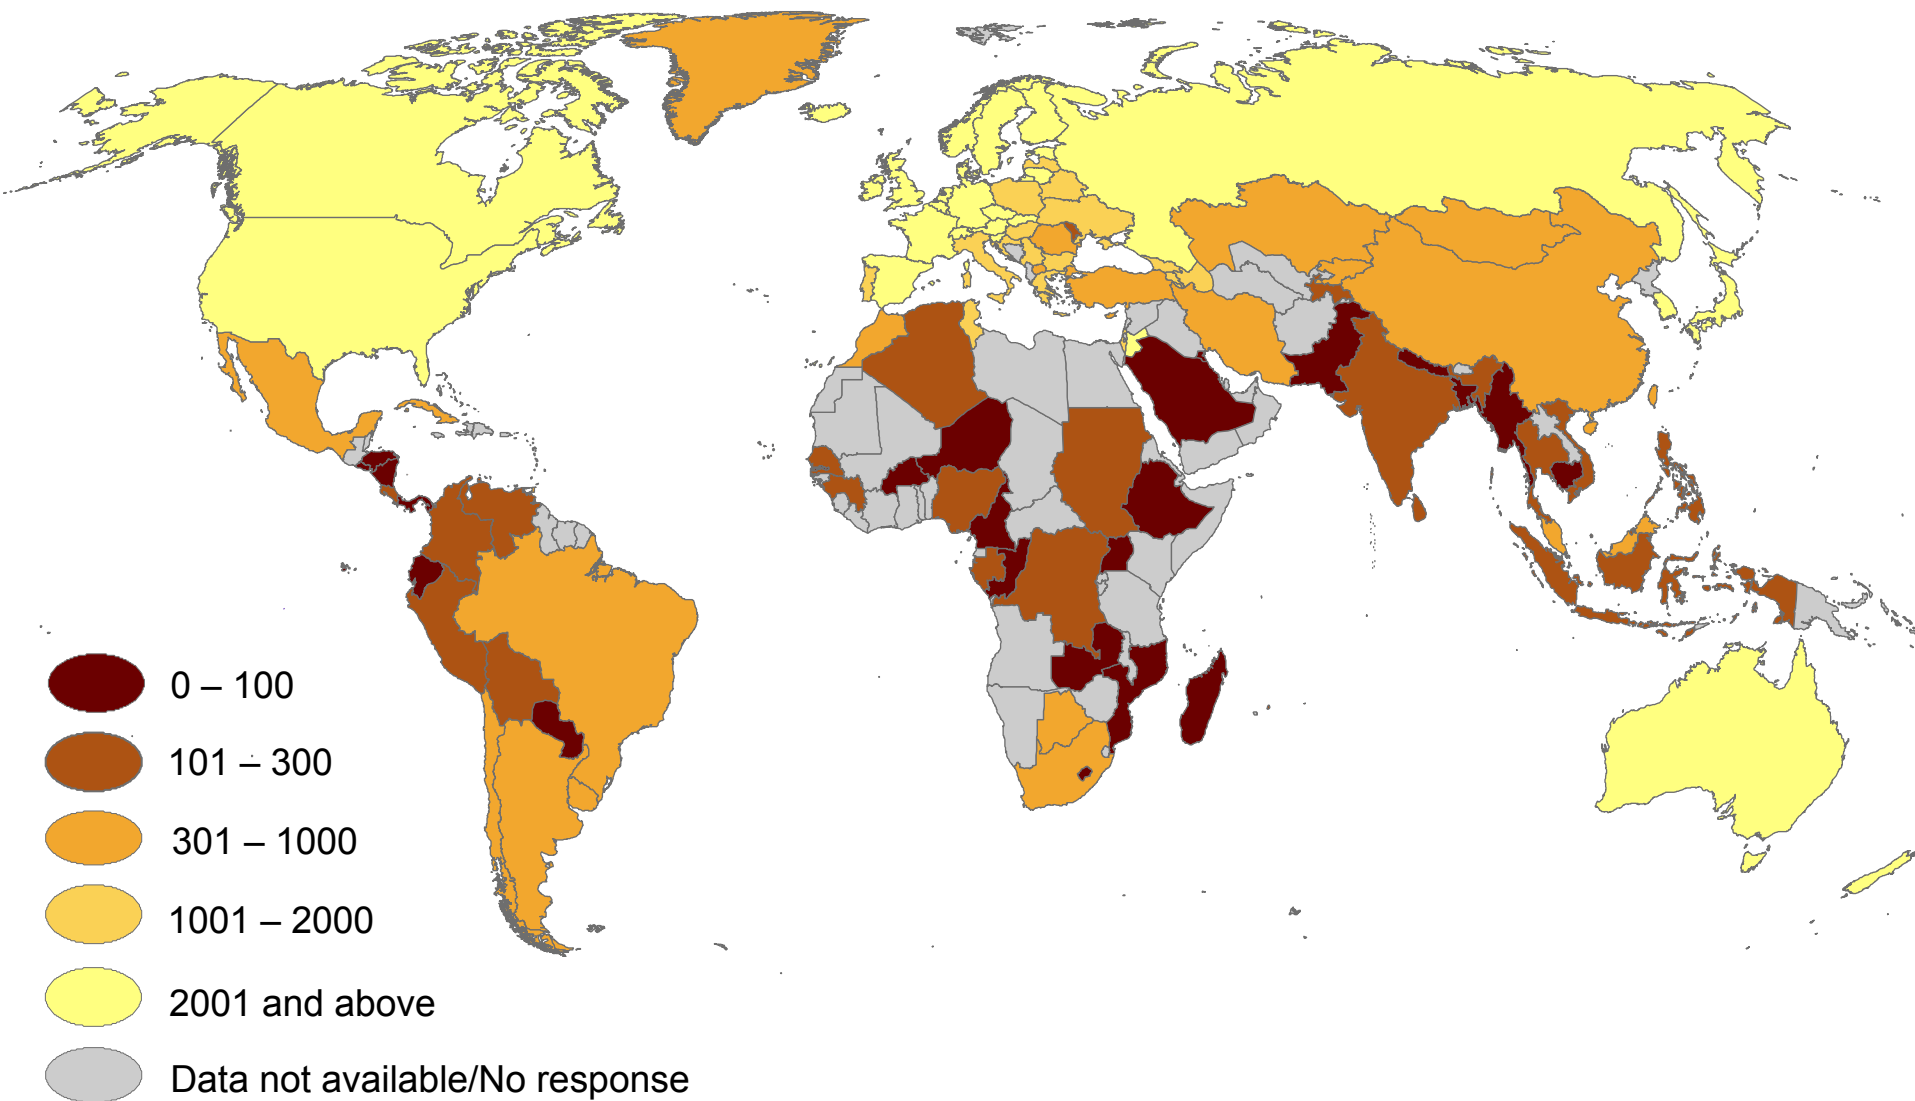 0 – 100
101 – 300
301 – 1000
1001 – 2000
2001 and above
Data not available/No response